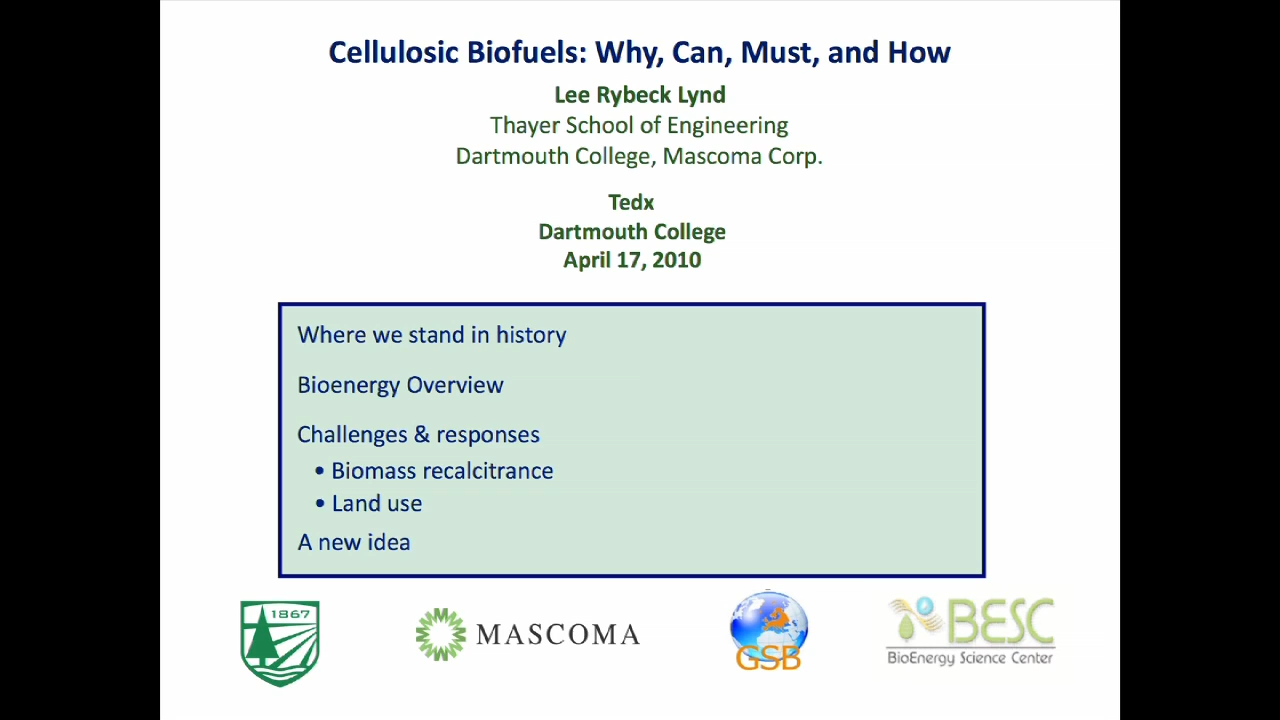 Cellulosic Biofuels: Why, Can, Must, and How
Lee Rybeck Lynd
Thayer School of Engineering
Dartmouth College, Mascoma Corp.
Tedx
Dartmouth College
April 17, 2010
Where we stand in history
Bioenergy Overview
Challenges & responses
• Biomass recalcitrance
• Land use
A new idea
1867
MASCOMA
GSB
BESC
BioEnergy Science Center